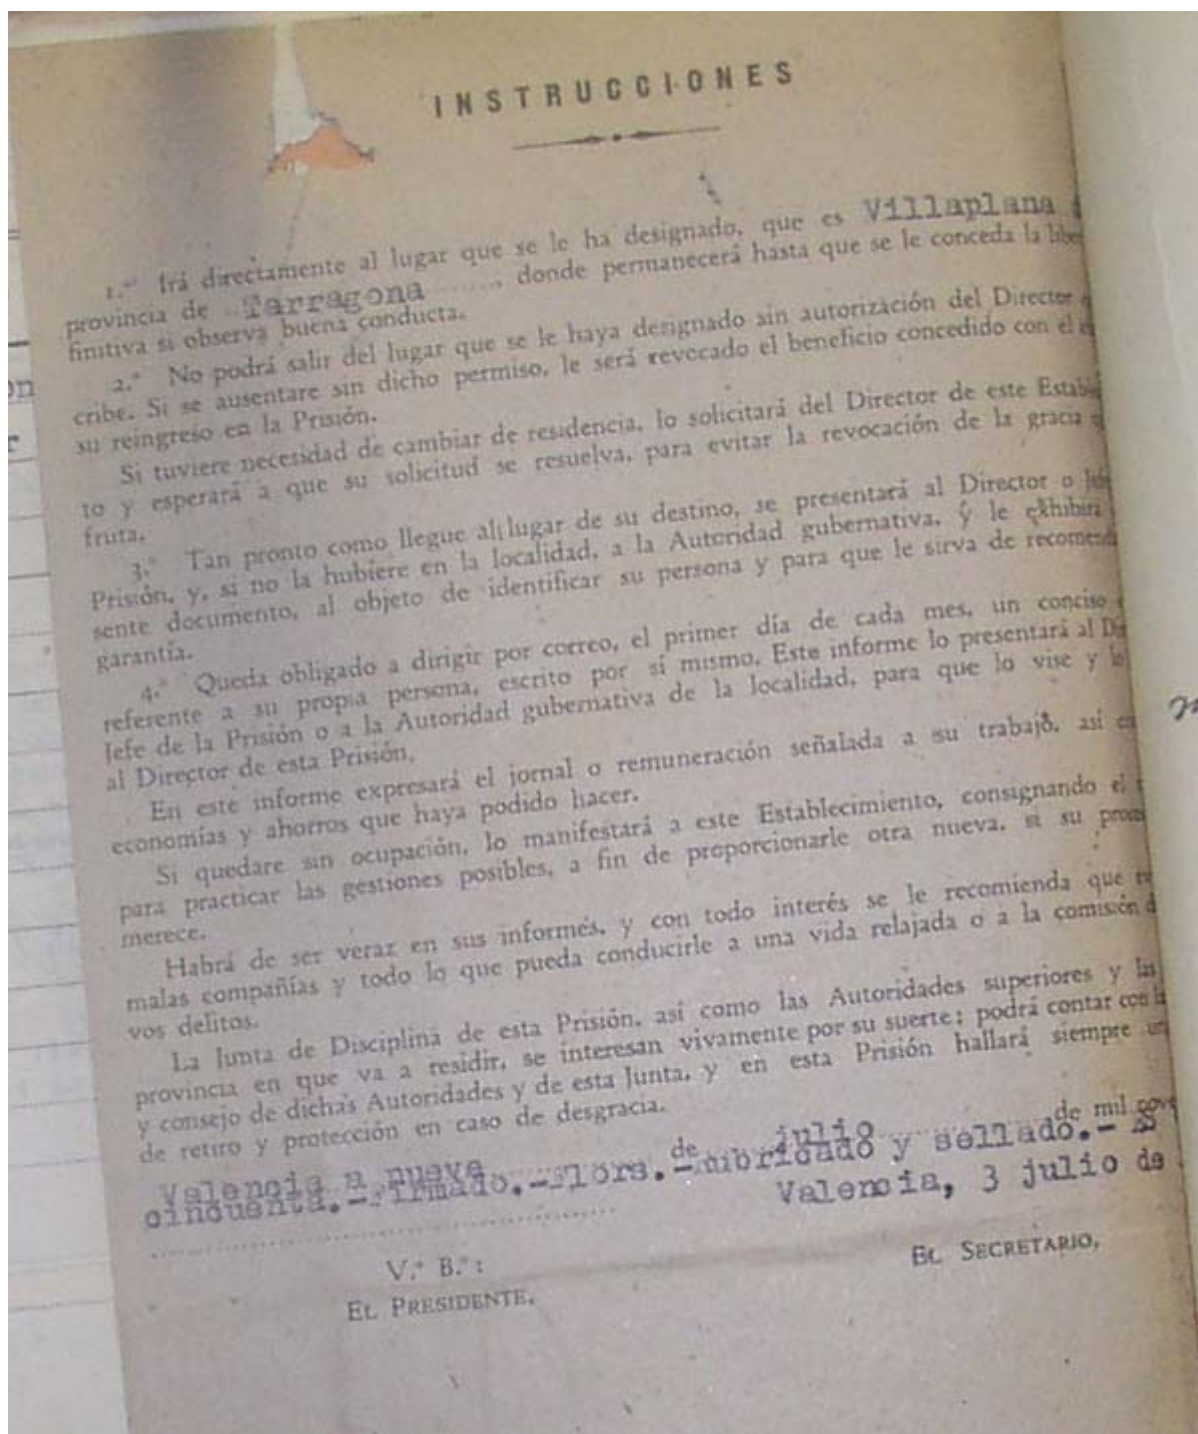 INSTRUCCIONES
1.ª Irá directamente al lugar que se le ha designado, que es Villaplana
provincia de Tarragona, donde permanecerá hasta que se le conceda la liber
finitiva si observa buena conducta.
2.ª No podrá salir del lugar que se le haya designado sin autorización del Director
cribe. Si se ausentare sin dicho permiso, le será revocado el beneficio concedido con el
su reingreso en la Prisión.
Si tuviere necesidad de cambiar de residencia, lo solicitará del Director de este Estable
to y esperará a que su solicitud se resuelva, para evitar la revocación de la gracia
fruta.
3.ª Tan pronto como llegue al lugar de su destino, se presentará al Director o
Prisión, y, si no la hubiere en la localidad, a la Autoridad gubernativa, y le exhibirá
sente documento, al objeto de identificar su persona y para que le sirva de recomend
garantía.
4.ª Queda obligado a dirigir por correo, el primer día de cada mes, un conciso
referente a su propia persona, escrito por sí mismo. Este informe lo presentará al Di
Jefe de la Prisión o a la Autoridad gubernativa de la localidad, para que lo vise y lo
al Director de esta Prisión.
En este informe expresará el jornal o remuneración señalada a su trabajo, así
economías y ahorros que haya podido hacer.
Si quedare sin ocupación, lo manifestará a este Establecimiento, consignando el
para practicar las gestiones posibles, a fin de proporcionarle otra nueva, si su
merece.
Habrá de ser veraz en sus informes, y con todo interés se le recomienda que
malas compañías y todo lo que pueda conducirle a una vida relajada o a la comisión d
vos delitos.
La Junta de Disciplina de esta Prisión, así como las Autoridades superiores y las
provincia en que va a residir, se interesan vivamente por su suerte; podrá contar con la
y consejo de dichas Autoridades y de esta Junta, y en esta Prisión hallará siempre un
de retiro y protección en caso de desgracia.
Valencia a nueve de julio de mil nove
cincuenta.-Firmado.-Flors.-Rubricado y sellado.-
Valencia, 3 julio de
V.º B.º:
EL SECRETARIO,
EL PRESIDENTE,